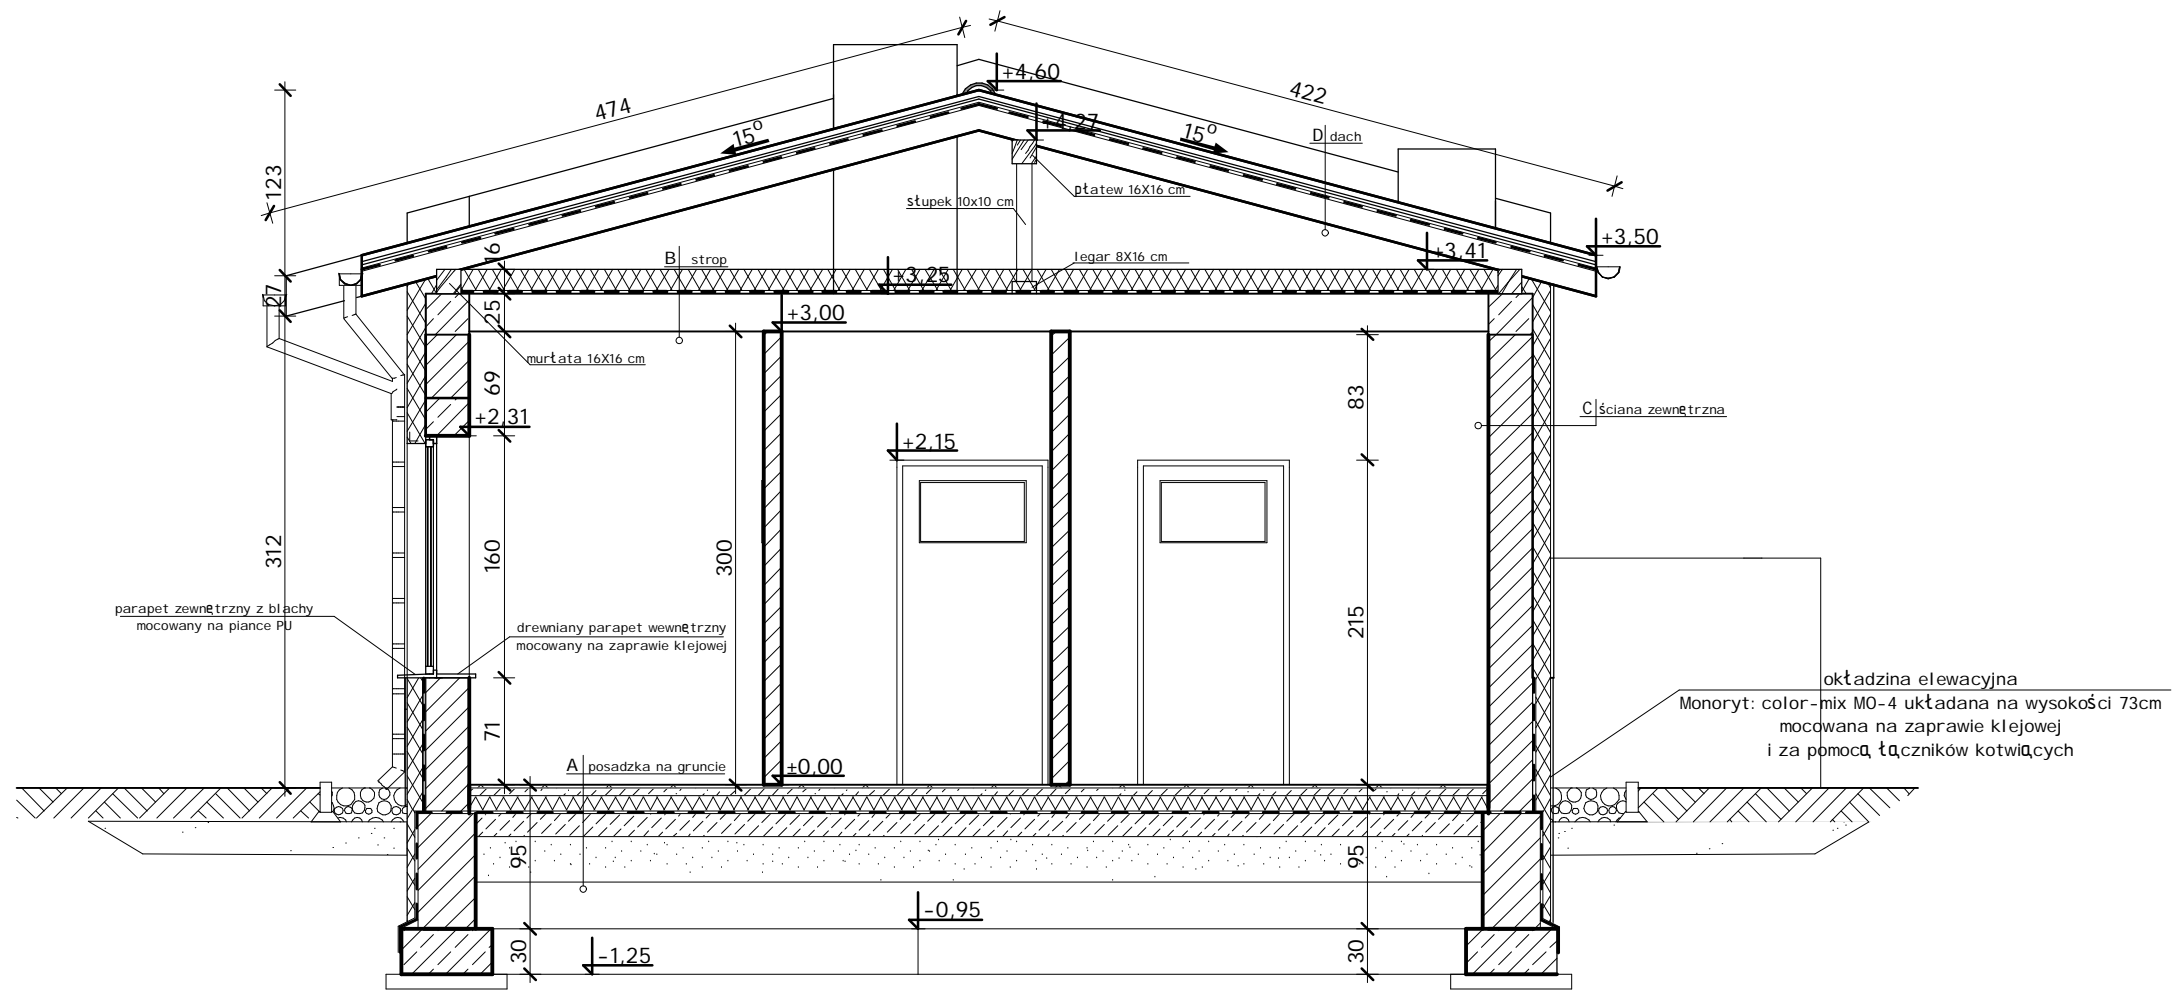 474
+4,60
422
15°
+4,27
15°
D dach
123
płatew 16X16 cm
słupek 10x10 cm
+3,50
16
B strop
legar 8X16 cm
+3,41
+3,25
27
25
+3,00
murłata 16X16 cm
69
83
+2,31
C ściana zewnętrzna
+2,15
312
160
300
215
parapet zewnętrzny z blachy
mocowany na piance PU
drewniany parapet wewnętrzny
mocowany na zaprawie klejowej
okładzina elewacyjna
Monoryt: color-mix MO-4 układana na wysokości 73cm
mocowana na zaprawie klejowej
i za pomocą łączników kotwiących
71
A posadzka na gruncie
±0,00
95
95
-0,95
30
-1,25
30